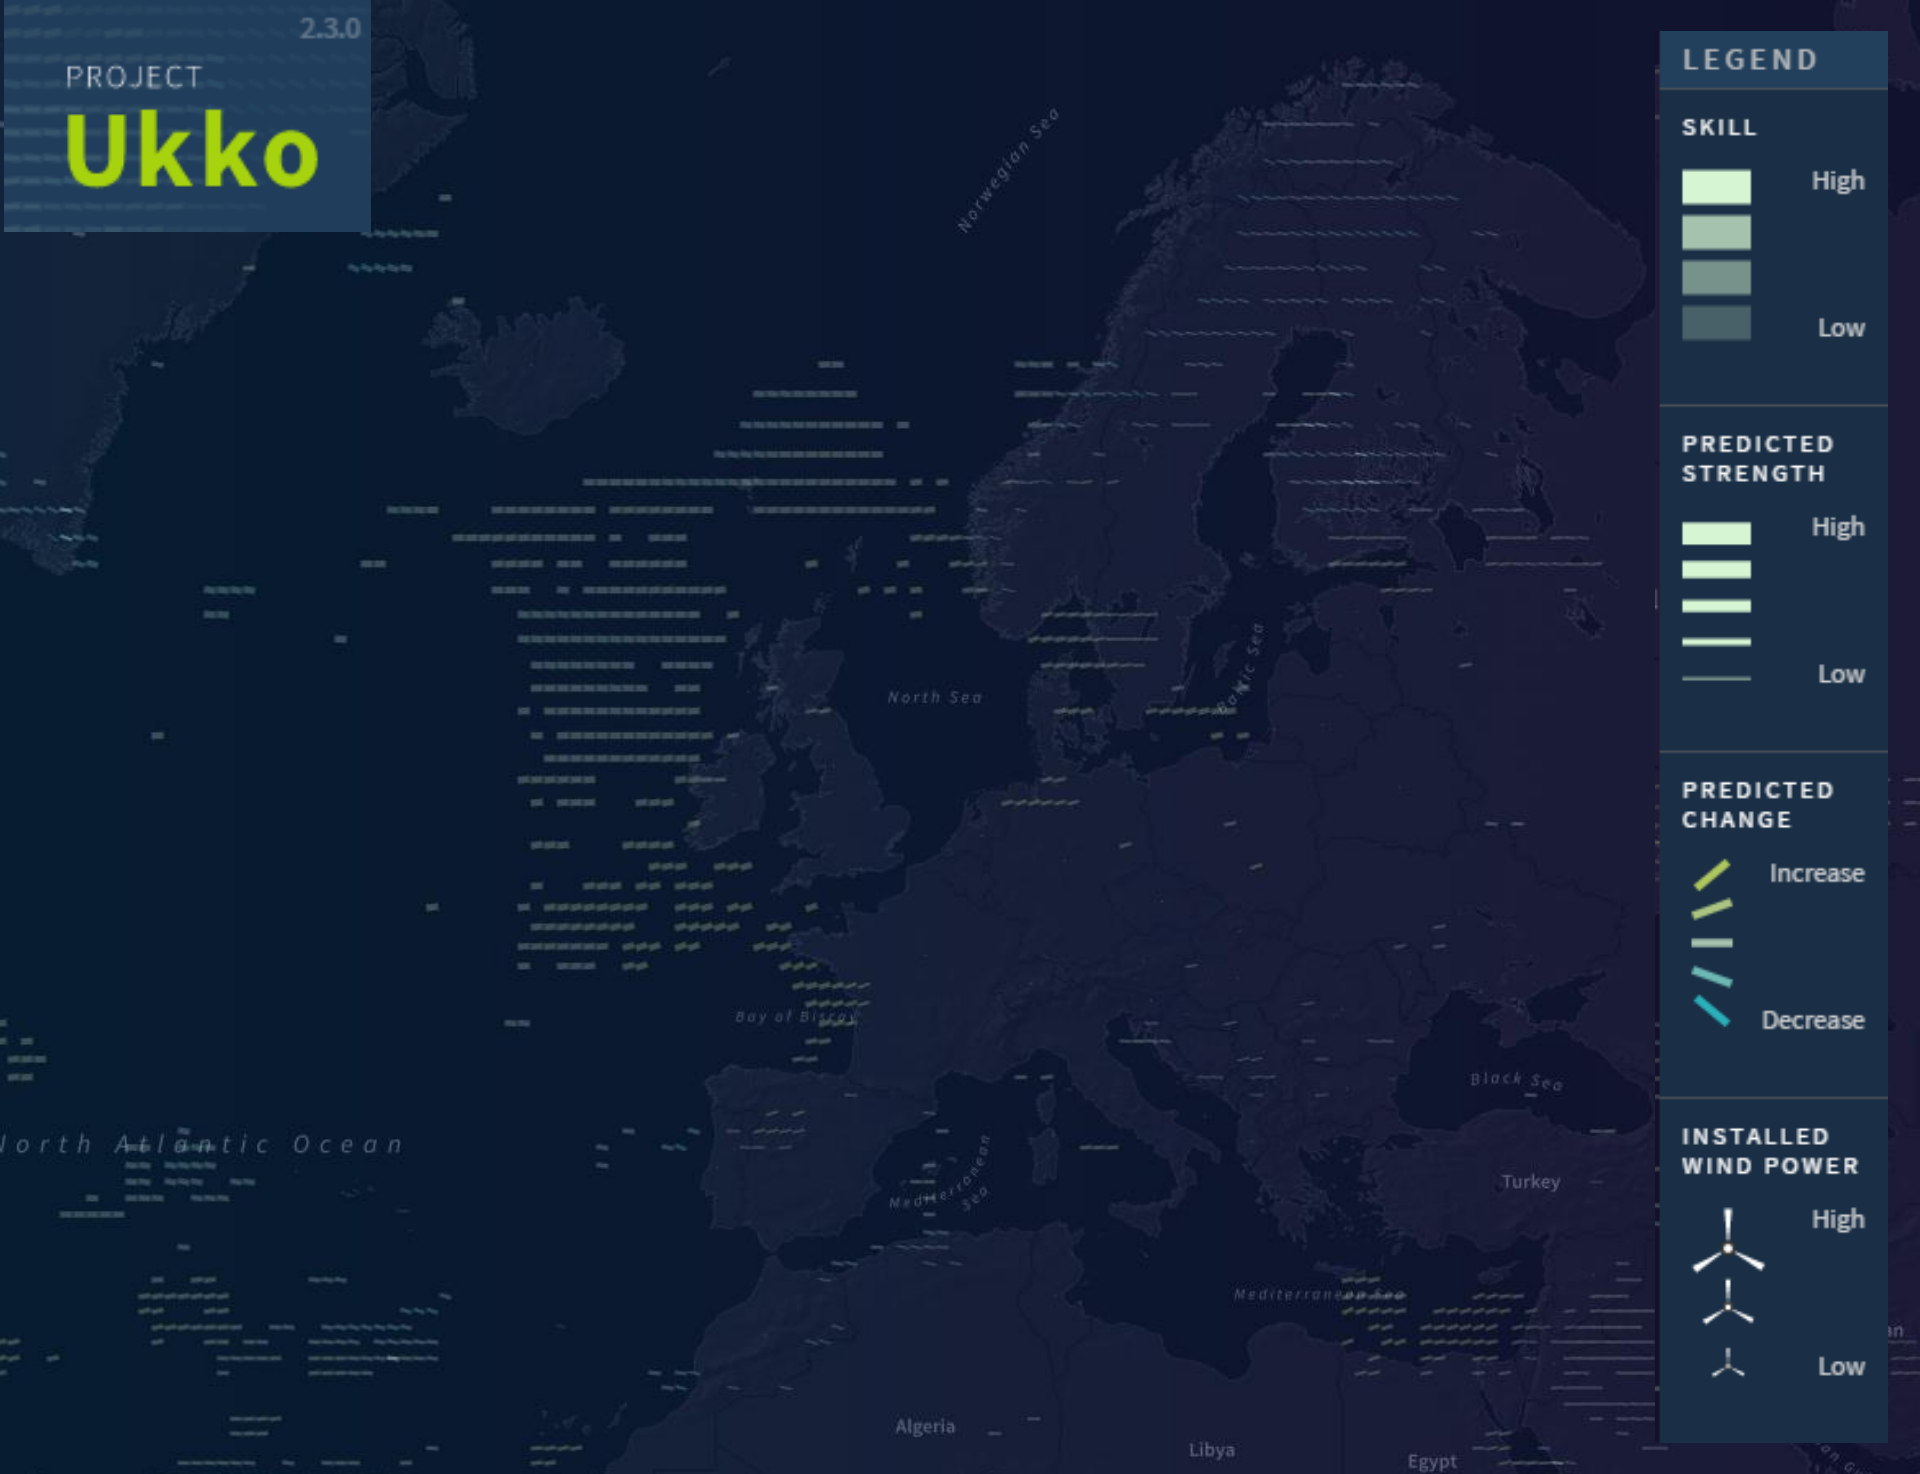 2.3.0
PROJECT
Ukko
Norwegian Sea
North Sea
Baltic Sea
Bay of Biscay
North Atlantic Ocean
Mediterranean
Sea
Black Sea
Turkey
Mediterranean Sea
Algeria
Libya
Egypt
LEGEND
SKILL
High
Low
PREDICTED
STRENGTH
High
Low
PREDICTED
CHANGE
Increase
Decrease
INSTALLED
WIND POWER
High
Low